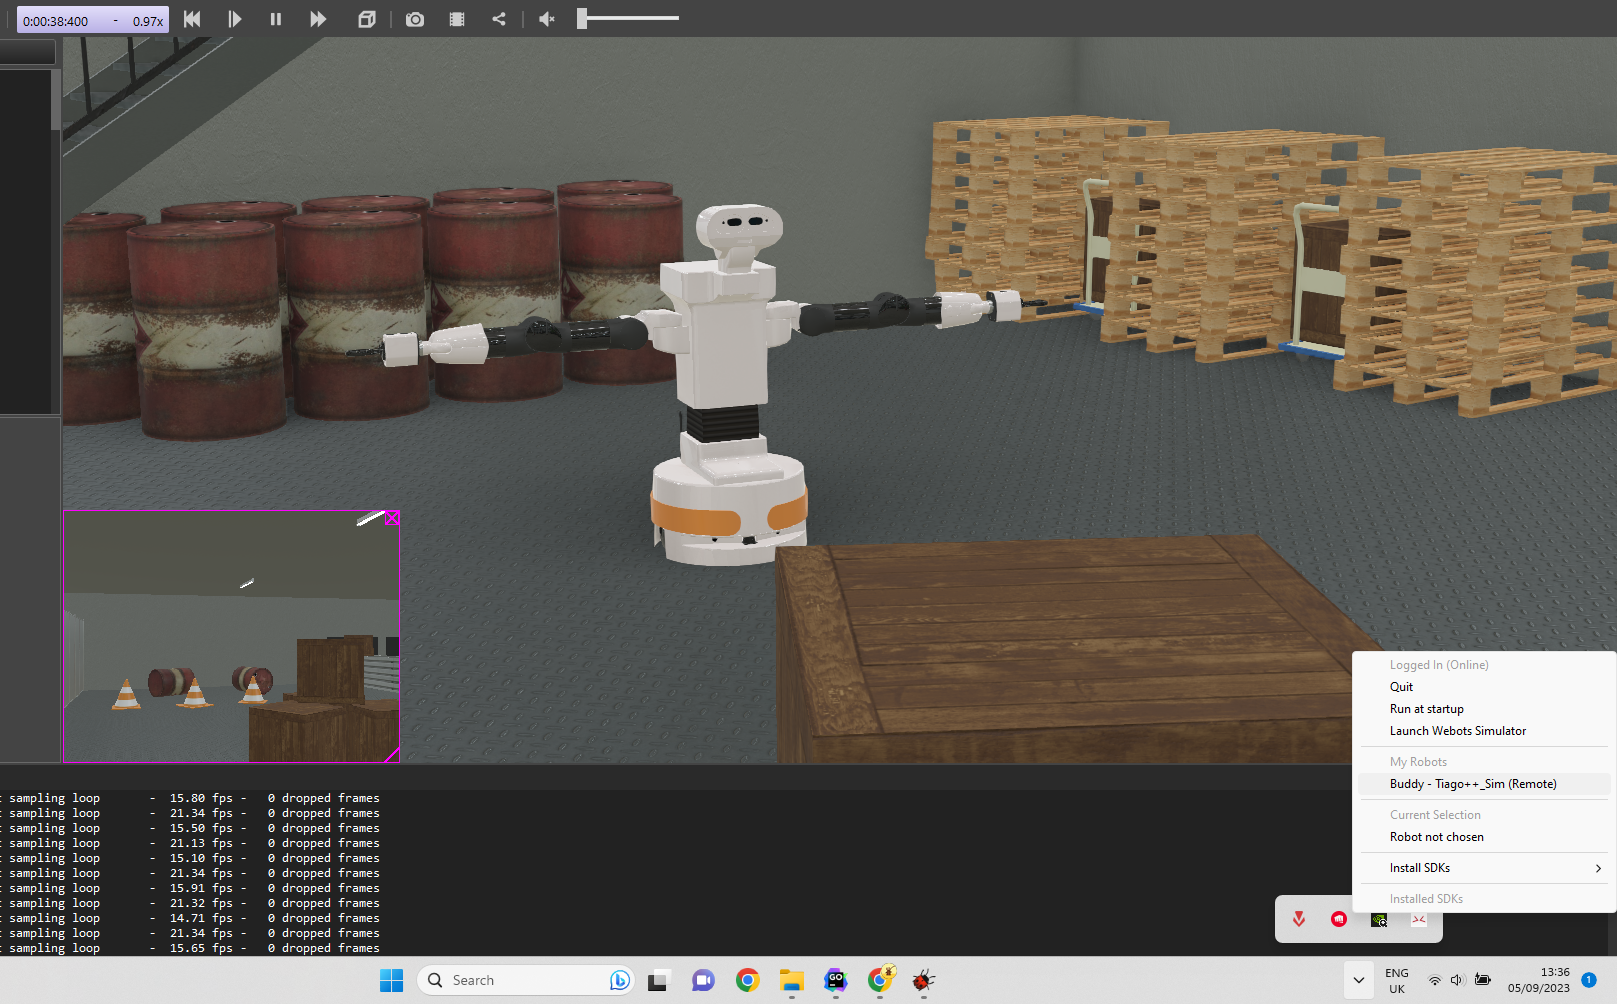 0:00:38:400 - 0.97x
: sampling loop - 15.80 fps - 0 dropped frames
: sampling loop - 21.34 fps - 0 dropped frames
: sampling loop - 15.50 fps - 0 dropped frames
: sampling loop - 21.13 fps - 0 dropped frames
: sampling loop - 15.10 fps - 0 dropped frames
: sampling loop - 21.34 fps - 0 dropped frames
: sampling loop - 15.91 fps - 0 dropped frames
: sampling loop - 21.32 fps - 0 dropped frames
: sampling loop - 14.71 fps - 0 dropped frames
: sampling loop - 21.34 fps - 0 dropped frames
: sampling loop - 15.65 fps - 0 dropped frames
Logged In (Online)
Quit
Run at startup
Launch Webots Simulator
My Robots
Buddy - Tiago++_Sim (Remote)
Current Selection
Robot not chosen
Install SDKs
Installed SDKs
Search
GO
ENG
UK
13:36
05/09/2023
1